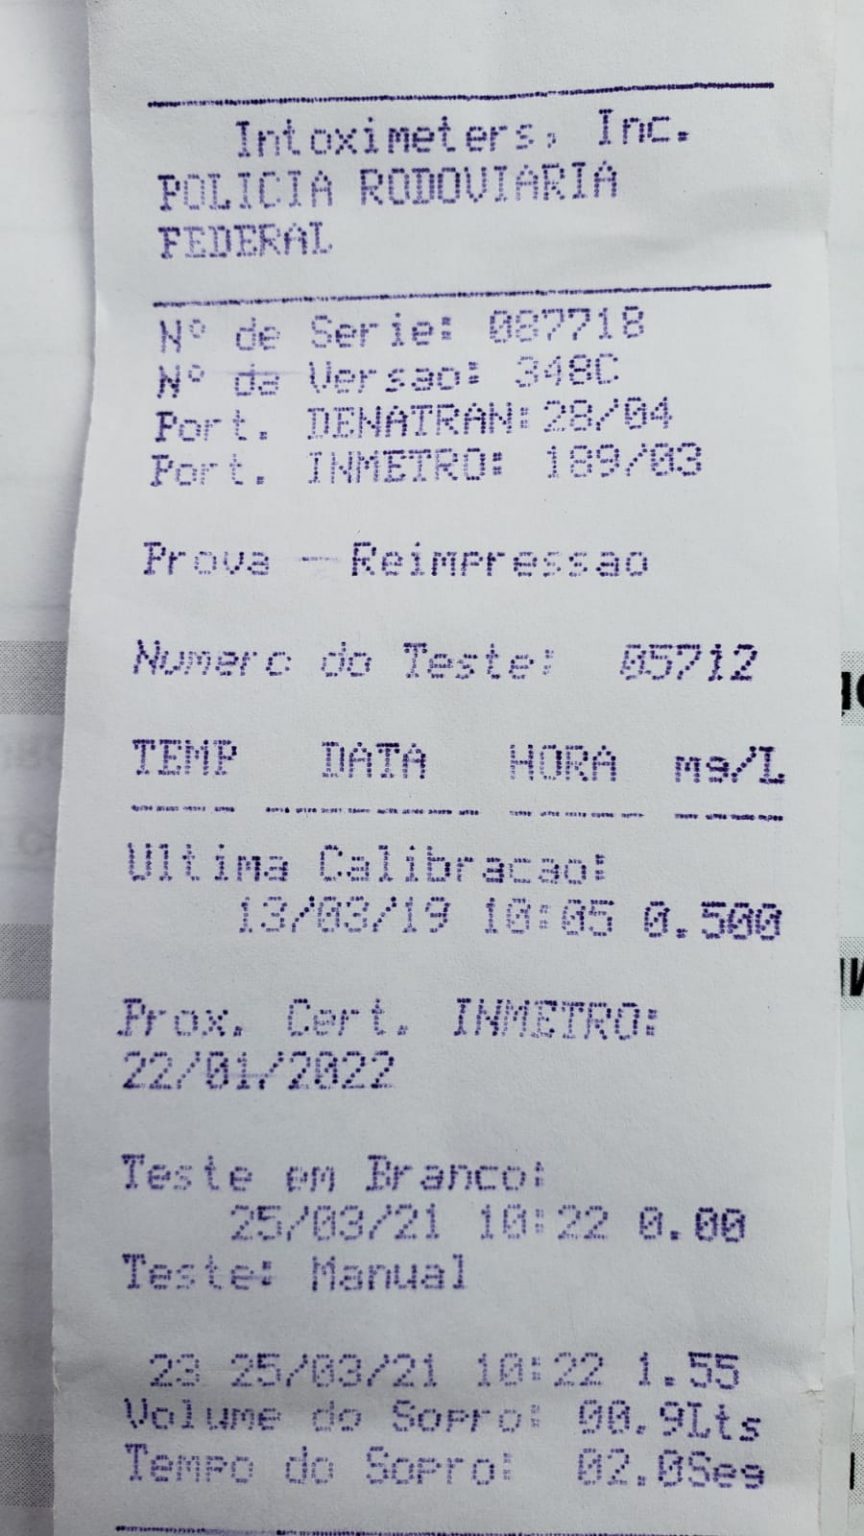 Intoximeters, Inc.
POLICIA RODOVIARIA
FEDERAL
Nº de Serie: 087718
Nº da Versao: 348C
Port. DENATRAN: 28/04
Port. INMETRO: 189/03
Prova - Reimpressao
Numero do Teste: 05712
TEMP DATA HORA mg/L
Ultima Calibracao:
13/03/19 10:05 0.500
Prox. Cert. INMETRO:
22/01/2022
Teste em Branco:
25/03/21 10:22 0.00
Teste: Manual
23 25/03/21 10:22 1.55
Volume do Sopro: 00.9Lts
Tempo do Sopro: 02.0Seg